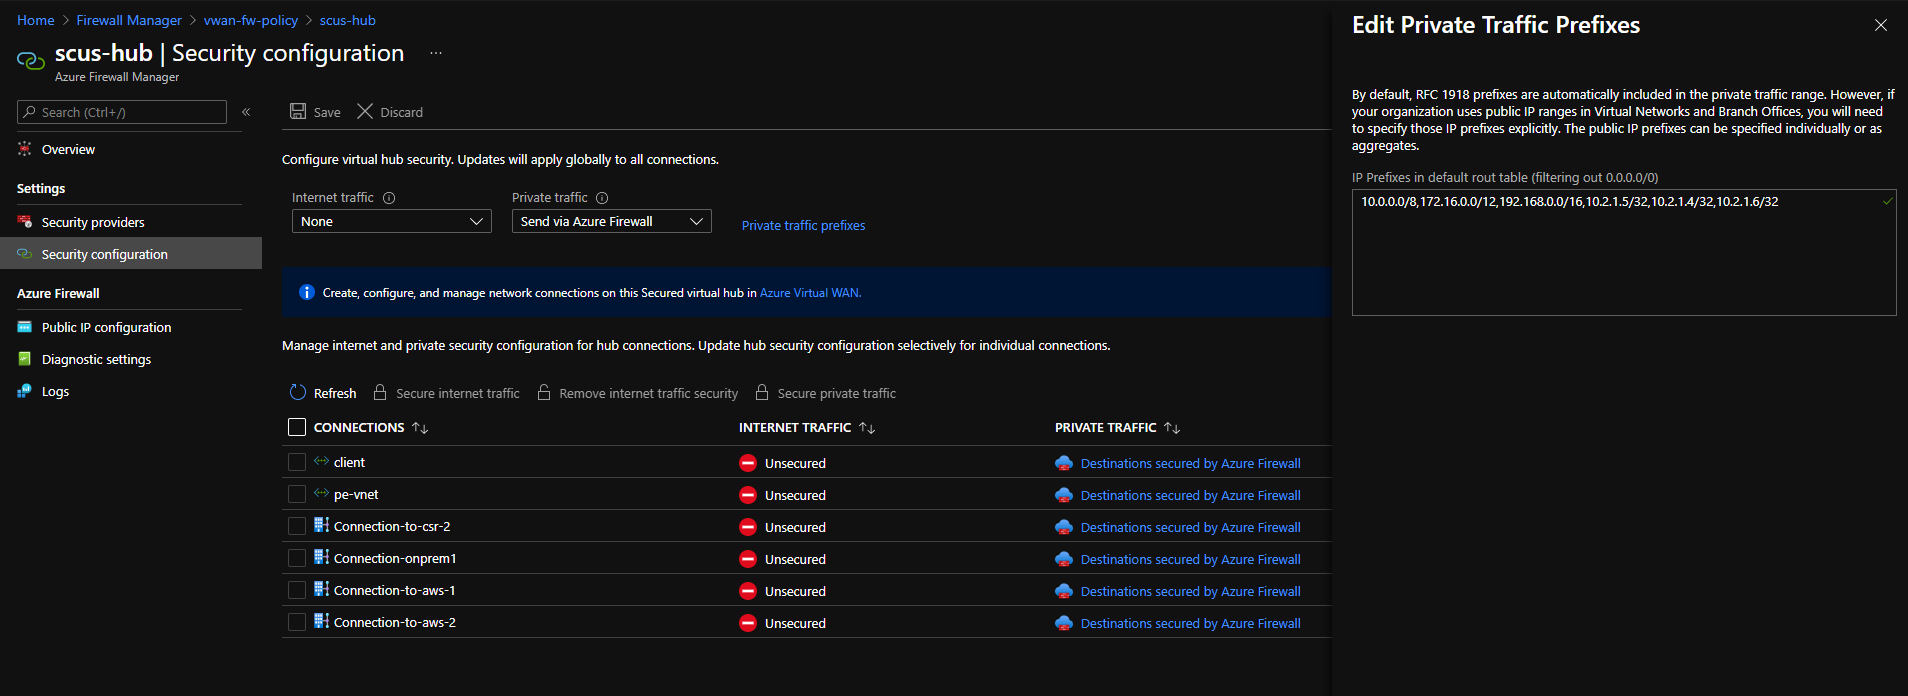 Home > Firewall Manager > vwan-fw-policy > scus-hub
scus-hub | Security configuration ...
Azure Firewall Manager
Search (Ctrl+/) «
Overview
Settings
Security providers
Security configuration
Azure Firewall
Public IP configuration
Diagnostic settings
Logs
Save Discard
Configure virtual hub security. Updates will apply globally to all connections.
Internet traffic Private traffic
None Send via Azure Firewall Private traffic prefixes
Create, configure, and manage network connections on this Secured virtual hub in Azure Virtual WAN.
Manage internet and private security configuration for hub connections. Update hub security configuration selectively for individual connections.
Refresh Secure internet traffic Remove internet traffic security Secure private traffic
CONNECTIONS ↑↓ INTERNET TRAFFIC ↑↓ PRIVATE TRAFFIC ↑↓
client Unsecured Destinations secured by Azure Firewall
pe-vnet Unsecured Destinations secured by Azure Firewall
Connection-to-csr-2 Unsecured Destinations secured by Azure Firewall
Connection-onprem1 Unsecured Destinations secured by Azure Firewall
Connection-to-aws-1 Unsecured Destinations secured by Azure Firewall
Connection-to-aws-2 Unsecured Destinations secured by Azure Firewall
Edit Private Traffic Prefixes
By default, RFC 1918 prefixes are automatically included in the private traffic range. However, if
your organization uses public IP ranges in Virtual Networks and Branch Offices, you will need
to specify those IP prefixes explicitly. The public IP prefixes can be specified individually or as
aggregates.
IP Prefixes in default rout table (filtering out 0.0.0.0/0)
10.0.0.0/8,172.16.0.0/12,192.168.0.0/16,10.2.1.5/32,10.2.1.4/32,10.2.1.6/32